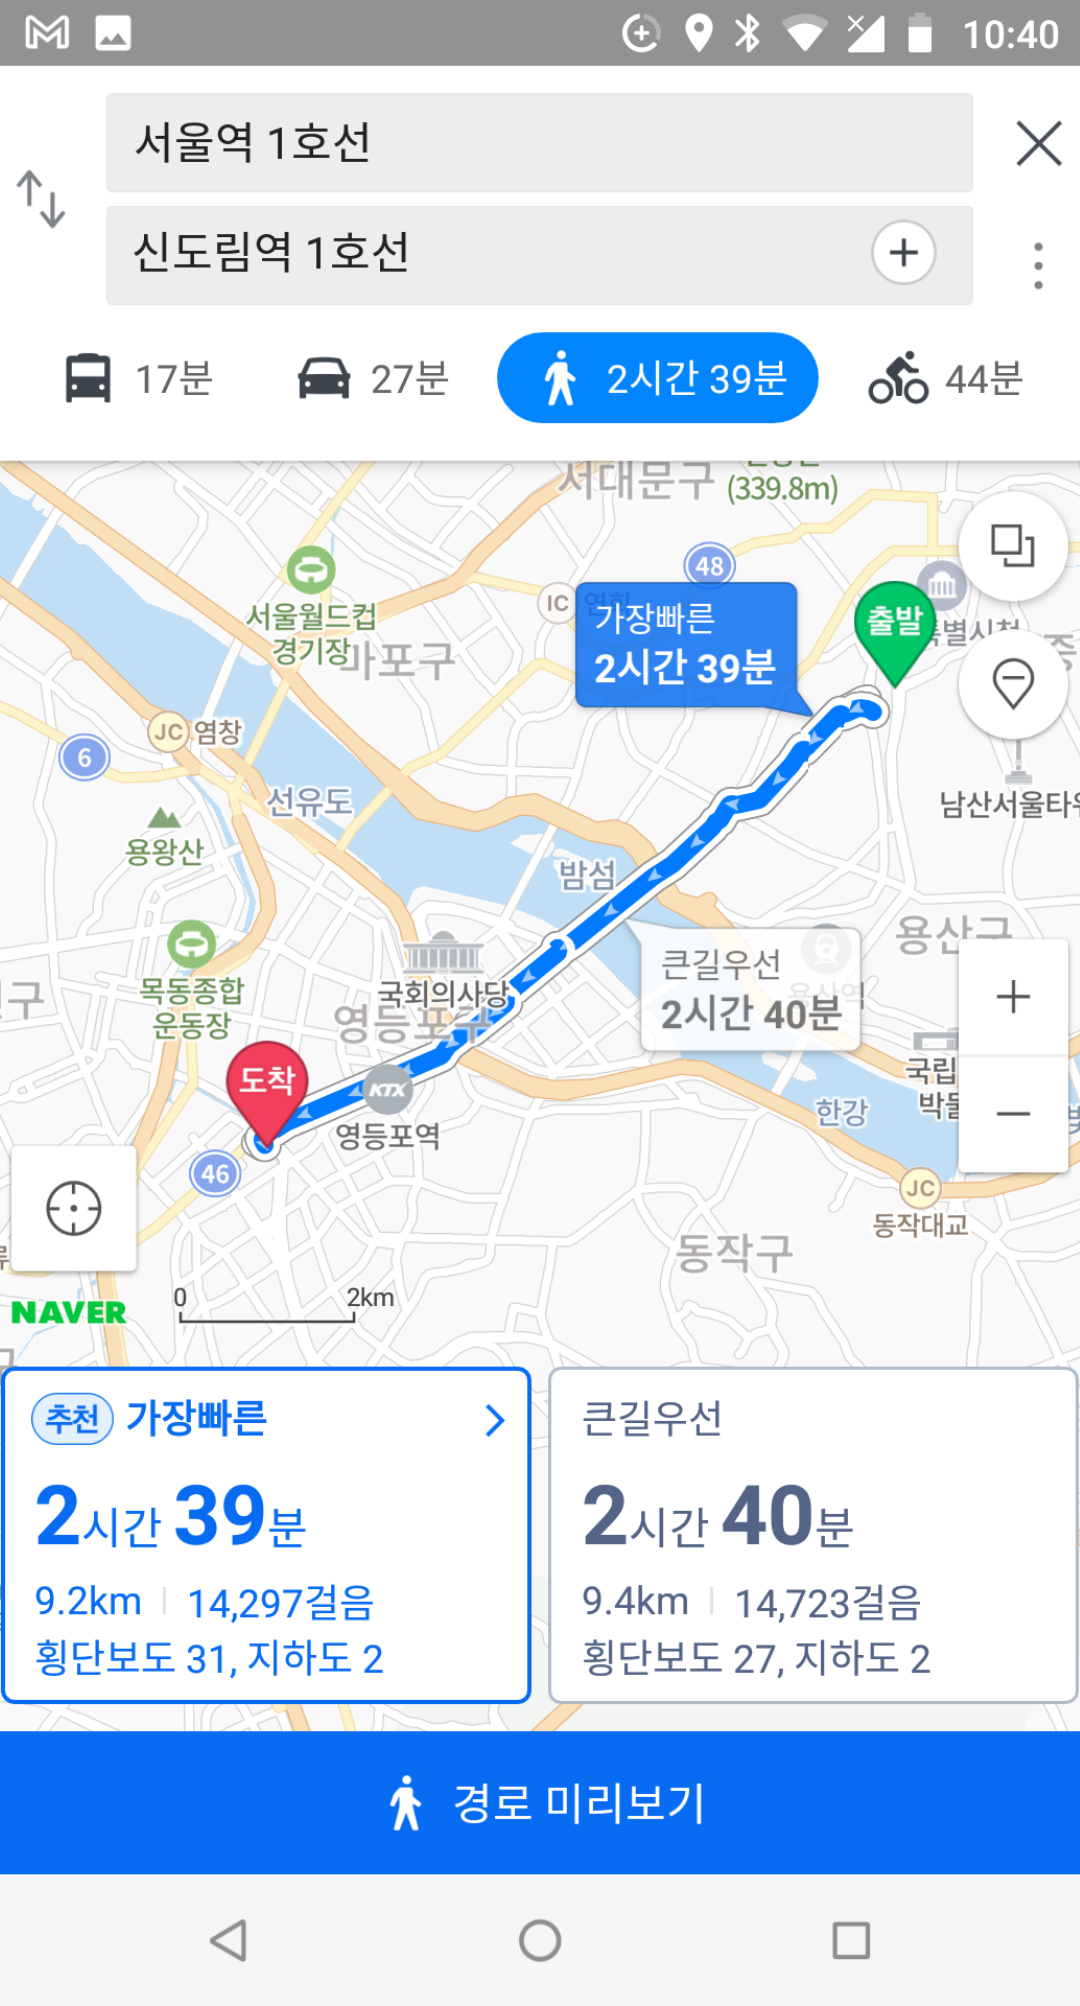 10:40
서울역 1호선
신도림역 1호선
17분
27분
2시간 39분
44분
서대문구
(339.8m)
48
서울월드컵
경기장
마포구
IC
가장빠른
2시간 39분
출발
특별시청
JC 염창
6
선유도
남산서울타워
용왕산
밤섬
용산구
목동종합
운동장
국회의사당
영등포구
큰길우선
2시간 40분
용산역
구
도착
KTX
영등포역
46
국립
박물
한강
JC
동작대교
동작구
NAVER
0 2km
추천 가장빠른
2시간 39분
9.2km 14,297걸음
횡단보도 31, 지하도 2
큰길우선
2시간 40분
9.4km 14,723걸음
횡단보도 27, 지하도 2
경로 미리보기